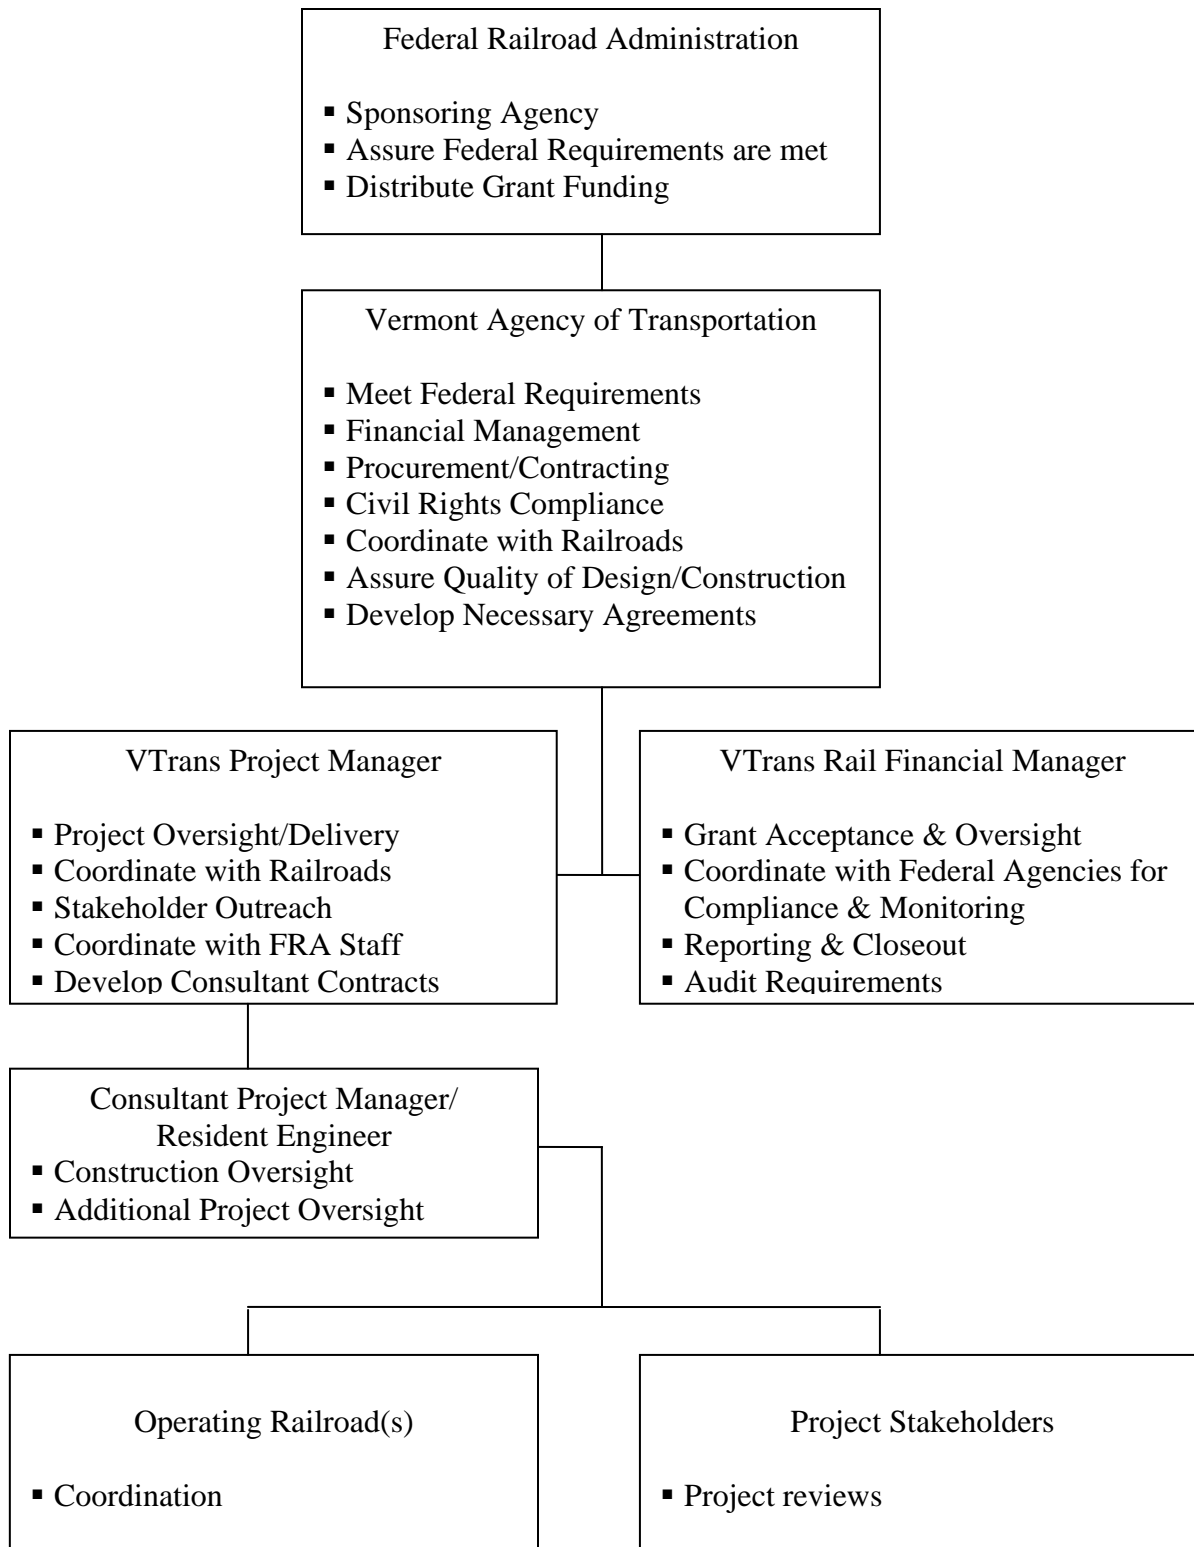 Federal Railroad Administration
▪ Sponsoring Agency
▪ Assure Federal Requirements are met
▪ Distribute Grant Funding
Vermont Agency of Transportation
▪ Meet Federal Requirements
▪ Financial Management
▪ Procurement/Contracting
▪ Civil Rights Compliance
▪ Coordinate with Railroads
▪ Assure Quality of Design/Construction
▪ Develop Necessary Agreements
VTrans Project Manager
▪ Project Oversight/Delivery
▪ Coordinate with Railroads
▪ Stakeholder Outreach
▪ Coordinate with FRA Staff
▪ Develop Consultant Contracts
VTrans Rail Financial Manager
▪ Grant Acceptance & Oversight
▪ Coordinate with Federal Agencies for
Compliance & Monitoring
▪ Reporting & Closeout
▪ Audit Requirements
Consultant Project Manager/
Resident Engineer
▪ Construction Oversight
▪ Additional Project Oversight
Operating Railroad(s)
▪ Coordination
Project Stakeholders
▪ Project reviews